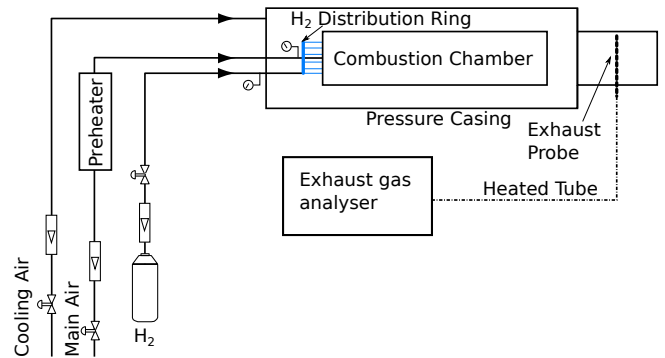 H2 Distribution Ring
Combustion Chamber
Pressure Casing
Preheater
Exhaust
Probe
Exhaust gas
analyser
Heated Tube
Cooling Air
Main Air
H2